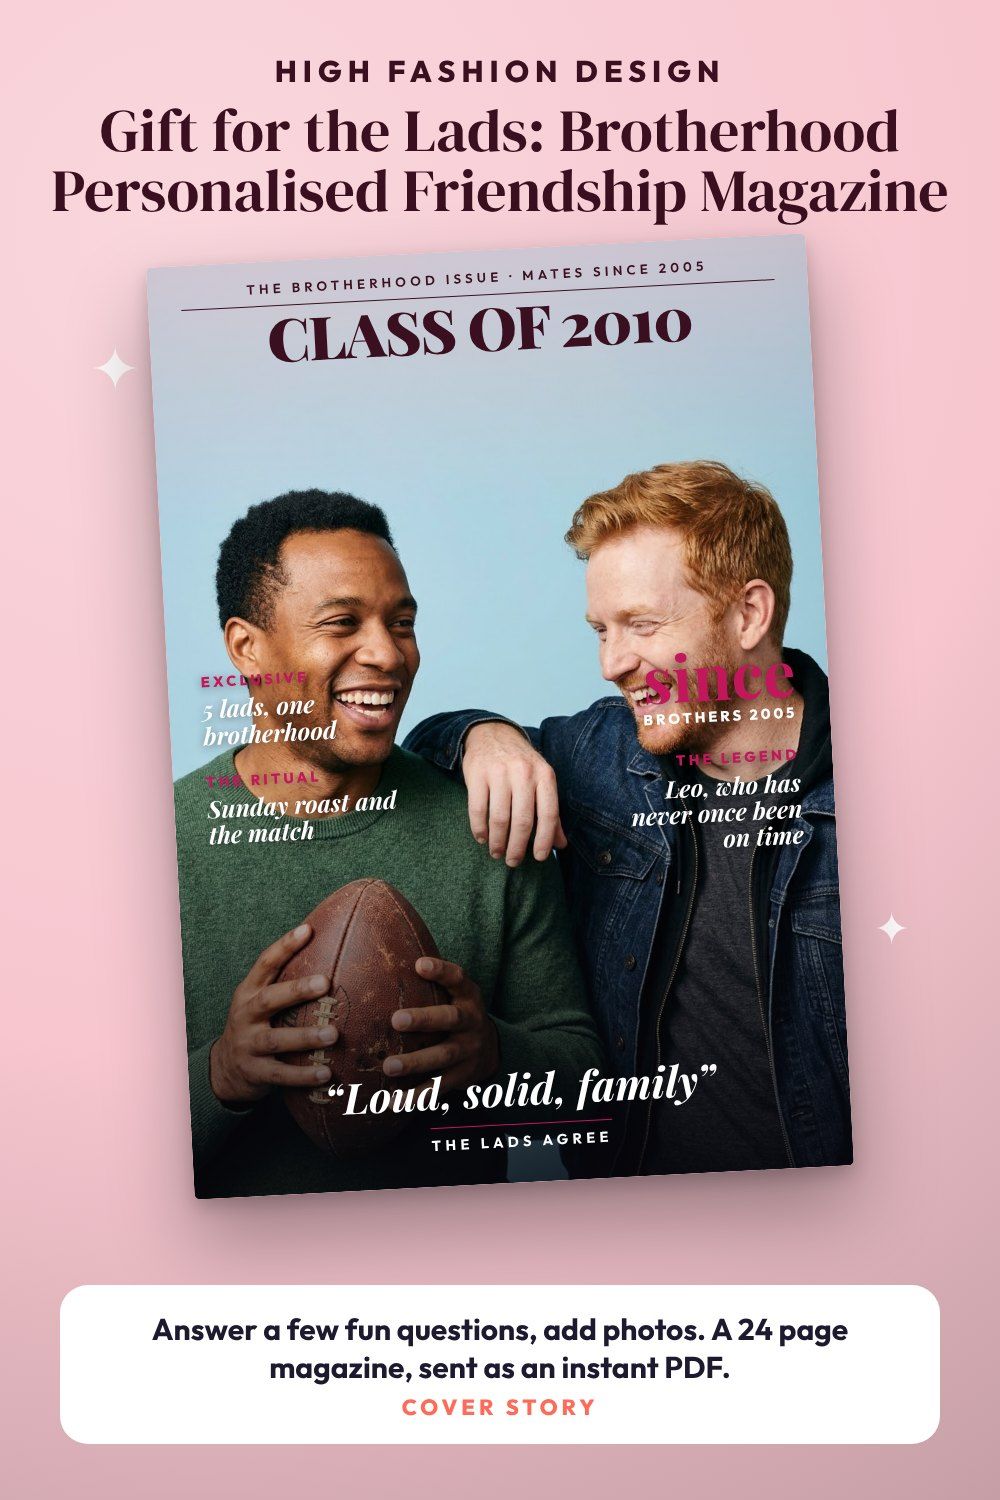 HIGH FASHION DESIGN
Gift for the Lads: Brotherhood
Personalised Friendship Magazine
THE BROTHERHOOD ISSUE · MATES SINCE 2005
CLASS OF 2010
EXCLUSIVE
5 lads, one
brotherhood
THE RITUAL
Sunday roast and
the match
since
BROTHERS 2005
THE LEGEND
Leo, who has
never once been
on time
“Loud, solid, family”
THE LADS AGREE
Answer a few fun questions, add photos. A 24 page
magazine, sent as an instant PDF.
COVER STORY